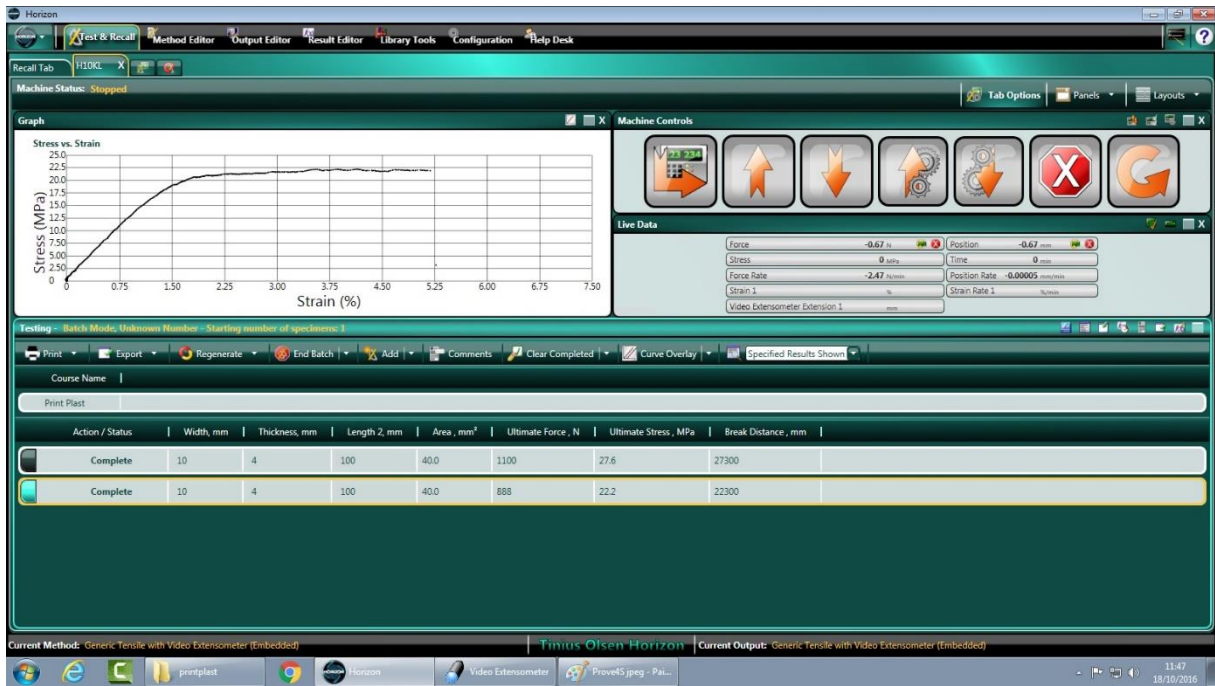 Horizon
Test & Recall Method Editor Output Editor Result Editor Library Tools Configuration Help Desk
Recall Tab H10KL X
Machine Status: Stopped Tab Options Panels Layouts
Graph X Machine Controls X
Stress vs. Strain
25.0
22.5
20.0
17.5
15.0
12.5
10.0
7.50
5.00
2.50
0
Stress (MPa)
0 0.75 1.50 2.25 3.00 3.75 4.50 5.25 6.00 6.75 7.50
Strain (%)
X
Live Data X
Force -0.67 N Position -0.67 mm
Stress 0 MPa Time 0 min
Force Rate -2.47 N/min Position Rate -0.00005 mm/min
Strain 1 % Strain Rate 1 %/min
Video Extensometer Extension 1 mm
Testing - Batch Mode, Unknown Number - Starting number of specimens: 1
Print Export Regenerate End Batch Add Comments Clear Completed Curve Overlay Specified Results Shown
Course Name
Print Plast
Action / Status Width, mm Thickness, mm Length 2, mm Area , mm² Ultimate Force , N Ultimate Stress , MPa Break Distance , mm
Complete 10 4 100 40.0 1100 27.6 27300
Complete 10 4 100 40.0 888 22.2 22300
Current Method: Generic Tensile with Video Extensometer (Embedded) Tinius Olsen Horizon Current Output: Generic Tensile with Video Extensometer (Embedded)
printplast Horizon Video Extensometer Prove45 jpeg - Pai... 11:47
18/10/2016